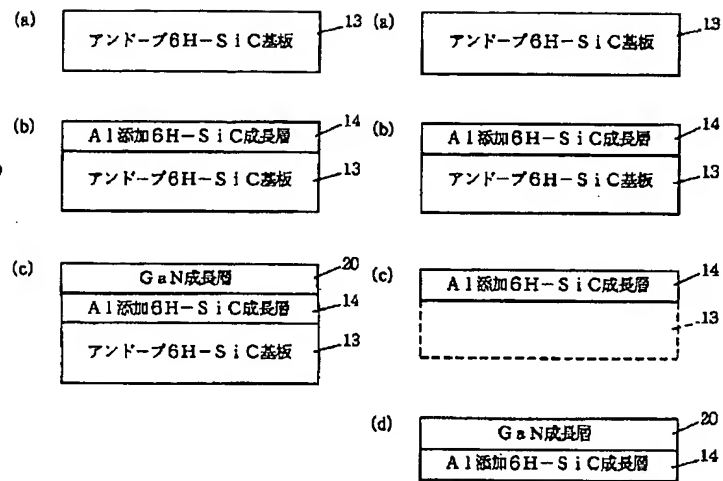 (a)
アンドープ6H-SiC基板
13
(b)
Al添加6H-SiC成長層
14
アンドープ6H-SiC基板
13
(c)
GaN成長層
20
Al添加6H-SiC成長層
14
アンドープ6H-SiC基板
13
(a)
アンドープ6H-SiC基板
13
(b)
Al添加6H-SiC成長層
14
アンドープ6H-SiC基板
13
(c)
Al添加6H-SiC成長層
14
13
(d)
GaN成長層
20
Al添加6H-SiC成長層
14